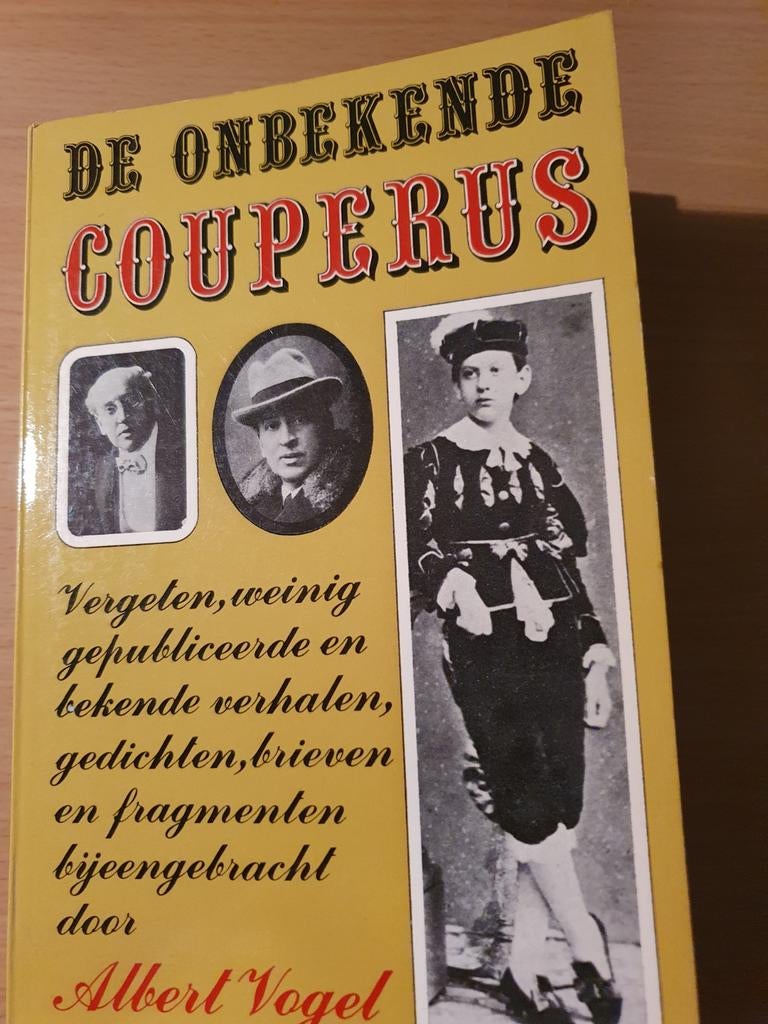 DE ONBEKENDE
COUPERUS
Vergeten, weinig
gepubliceerde en
bekende verhalen,
gedichten, brieven
en fragmenten
bijeengebracht
door
Albert Vogel